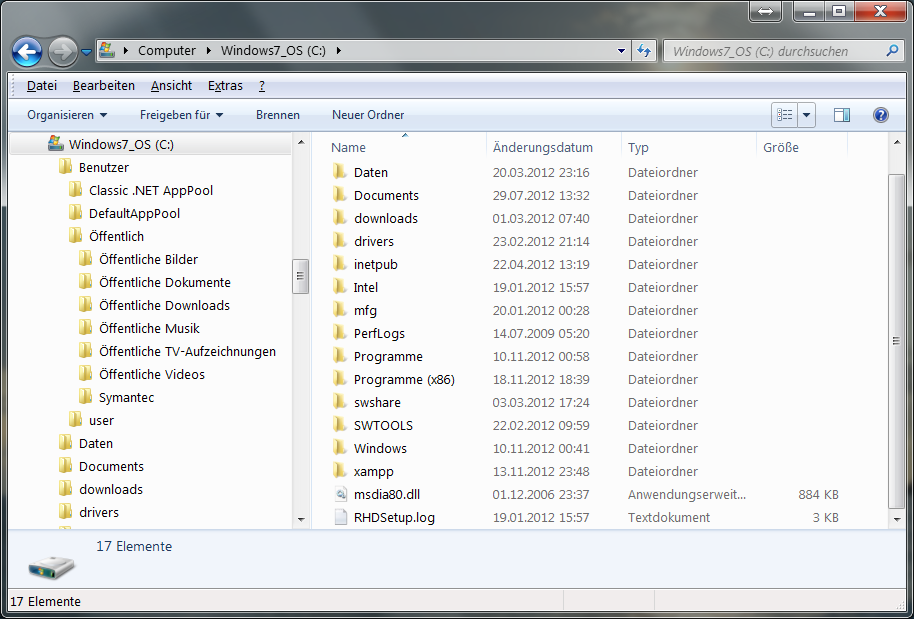 Computer Windows7_OS (C:) Windows7_OS (C:) durchsuchen
Datei Bearbeiten Ansicht Extras ?
Organisieren Freigeben für Brennen Neuer Ordner
Windows7_OS (C:)
Benutzer
Classic .NET AppPool
DefaultAppPool
Öffentlich
Öffentliche Bilder
Öffentliche Dokumente
Öffentliche Downloads
Öffentliche Musik
Öffentliche TV-Aufzeichnungen
Öffentliche Videos
Symantec
user
Daten
Documents
downloads
drivers
Name Änderungsdatum Typ Größe
Daten 20.03.2012 23:16 Dateiordner
Documents 29.07.2012 13:32 Dateiordner
downloads 01.03.2012 07:40 Dateiordner
drivers 23.02.2012 21:14 Dateiordner
inetpub 22.04.2012 13:19 Dateiordner
Intel 19.01.2012 15:57 Dateiordner
mfg 20.01.2012 00:28 Dateiordner
PerfLogs 14.07.2009 05:20 Dateiordner
Programme 10.11.2012 00:58 Dateiordner
Programme (x86) 18.11.2012 18:39 Dateiordner
swshare 03.03.2012 17:24 Dateiordner
SWTOOLS 22.02.2012 09:59 Dateiordner
Windows 10.11.2012 00:41 Dateiordner
xampp 13.11.2012 23:48 Dateiordner
msdia80.dll 01.12.2006 23:37 Anwendungserweit... 884 KB
RHDSetup.log 19.01.2012 15:57 Textdokument 3 KB
17 Elemente
17 Elemente